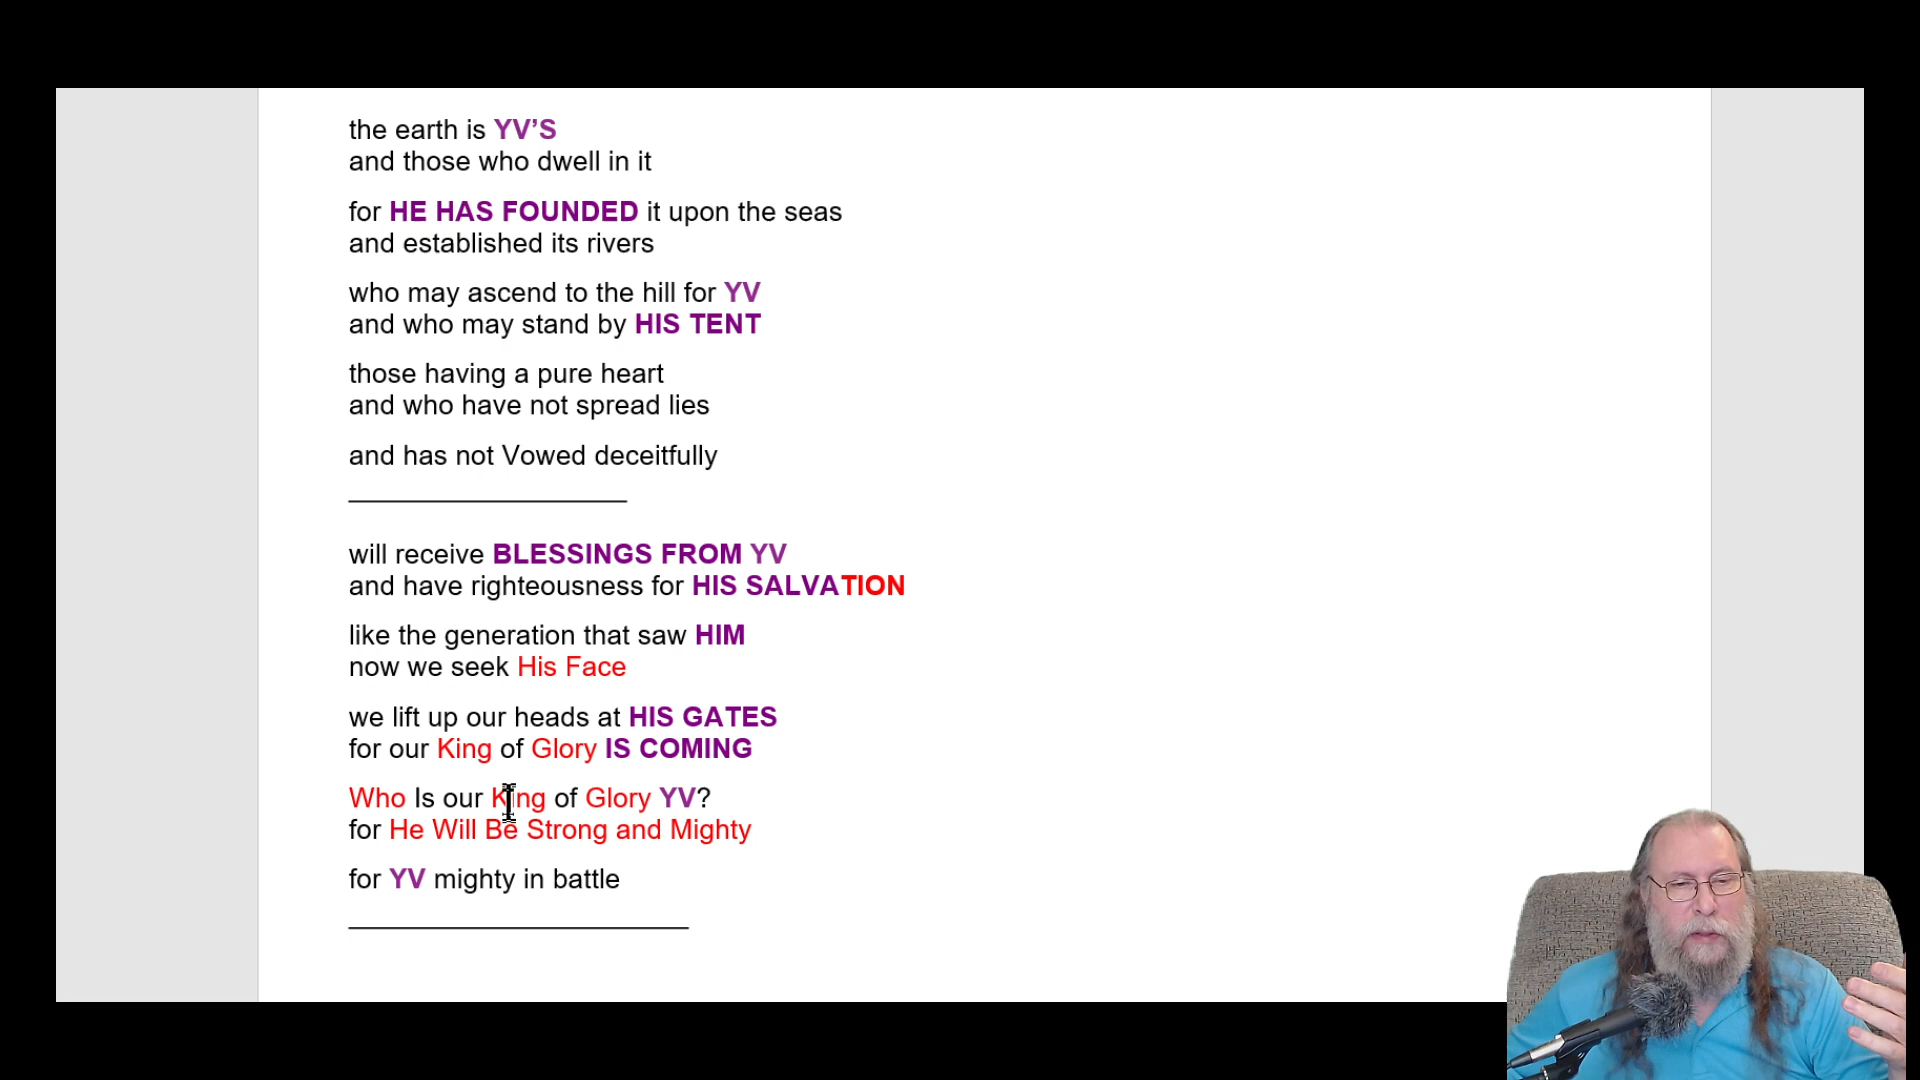 the earth is YV’S
and those who dwell in it
for HE HAS FOUNDED it upon the seas
and established its rivers
who may ascend to the hill for YV
and who may stand by HIS TENT
those having a pure heart
and who have not spread lies
and has not Vowed deceitfully
will receive BLESSINGS FROM YV
and have righteousness for HIS SALVATION
like the generation that saw HIM
now we seek His Face
we lift up our heads at HIS GATES
for our King of Glory IS COMING
Who Is our King of Glory YV?
for He Will Be Strong and Mighty
for YV mighty in battle